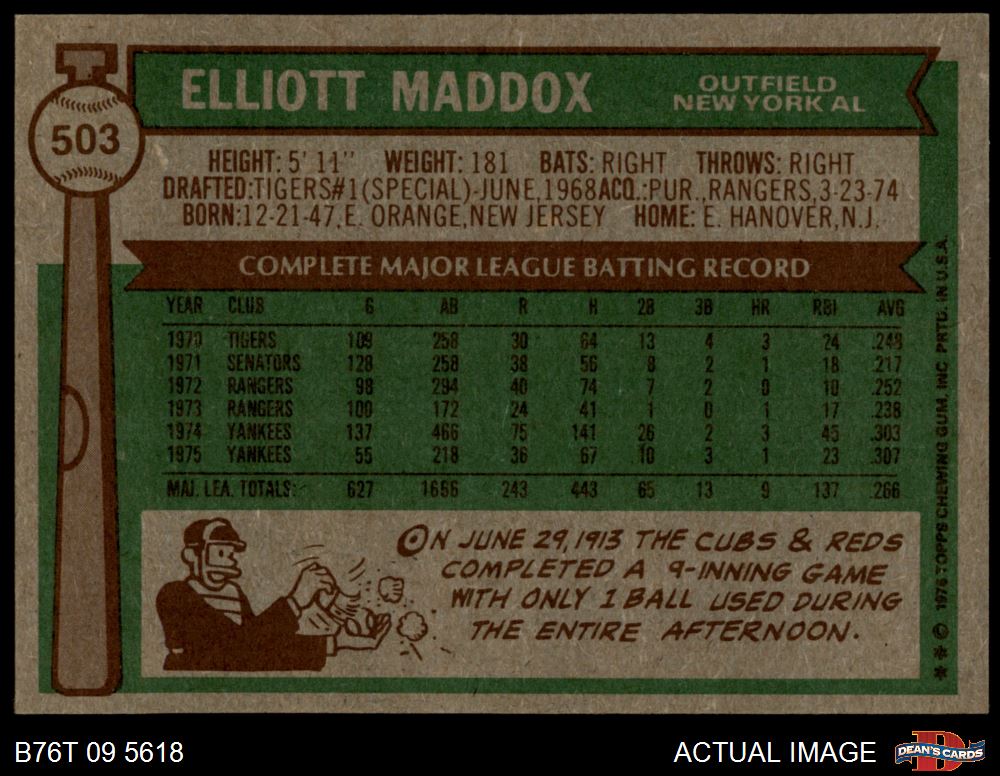 503
ELLIOTT MADDOX
OUTFIELD
NEW YORK AL
HEIGHT: 5' 11" WEIGHT: 181 BATS: RIGHT THROWS: RIGHT
DRAFTED:TIGERS#1(SPECIAL)-JUNE,1968 ACQ.:PUR.,RANGERS,3-23-74
BORN:12-21-47,E. ORANGE,NEW JERSEY HOME: E. HANOVER,N.J.
COMPLETE MAJOR LEAGUE BATTING RECORD
YEAR CLUB G AB R H 2B 3B HR RBI AVG
1970 TIGERS 109 258 30 64 13 4 3 24 .248
1971 SENATORS 128 258 38 56 8 2 1 18 .217
1972 RANGERS 98 294 40 74 7 2 0 10 .252
1973 RANGERS 100 172 24 41 1 0 1 17 .238
1974 YANKEES 137 466 75 141 26 2 3 45 .303
1975 YANKEES 55 218 36 67 10 3 1 23 .307
MAJ. LEA. TOTALS: 627 1666 243 443 65 13 9 137 .266
ON JUNE 29, 1913 THE CUBS & REDS
COMPLETED A 9-INNING GAME
WITH ONLY 1 BALL USED DURING
THE ENTIRE AFTERNOON.
* * © 1976 TOPPS CHEWING GUM, INC PRTD. IN U.S.A.
B76T 09 5618
ACTUAL IMAGE
DEAN'S CARDS